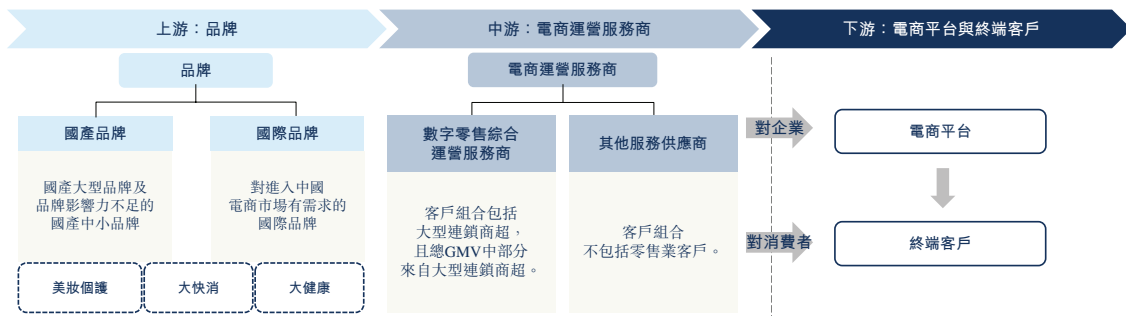 上游：品牌
中游：電商運營服務商
下游：電商平台與終端客戶
品牌
電商運營服務商
國產品牌
國際品牌
數字零售綜合
運營服務商
其他服務供應商
對企業
電商平台
國產大型品牌及
品牌影響力不足的
國產中小品牌
對進入中國
電商市場有需求的
國際品牌
客戶組合包括
大型連鎖商超，
且總GMV中部分
來自大型連鎖商超。
客戶組合
不包括零售業客戶。
對消費者
終端客戶
美妝個護
大快消
大健康